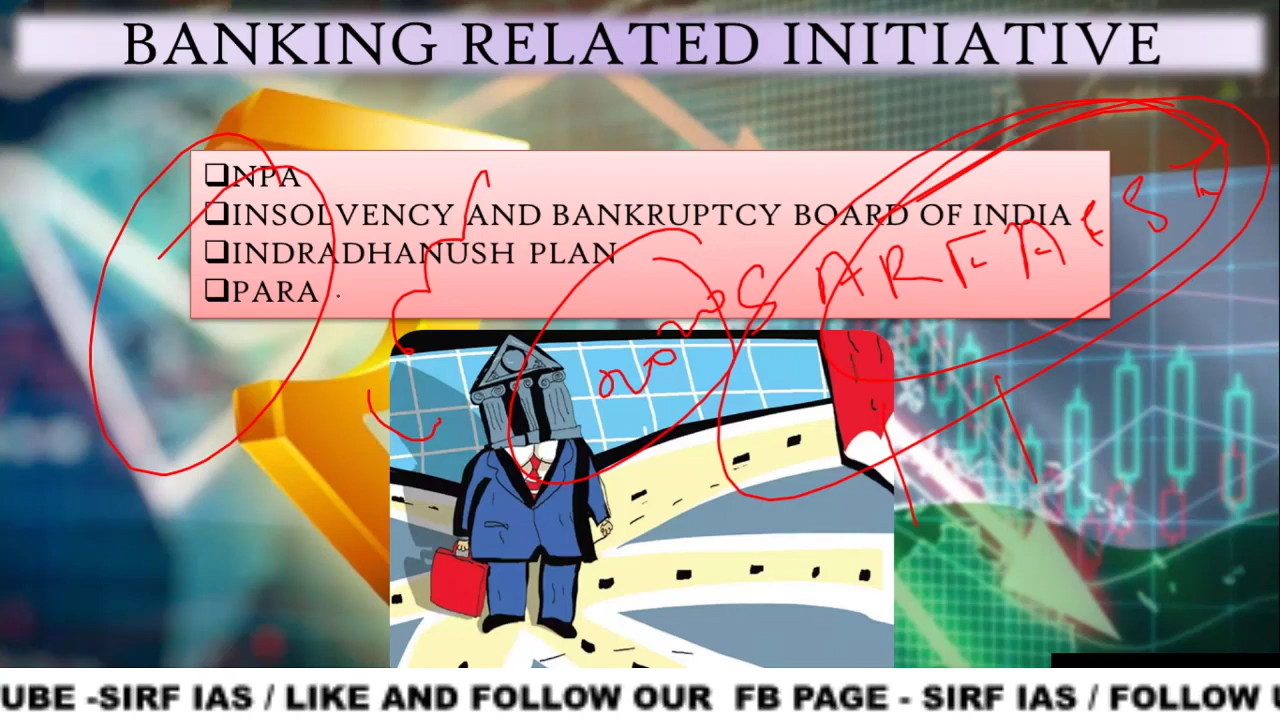 BANKING RELATED INITIATIVE
❑NPA
❑INSOLVENCY AND BANKRUPTCY BOARD OF INDIA
❑INDRADHANUSH PLAN
❑PARA
SARFAESI
UBE -SIRF IAS / LIKE AND FOLLOW OUR FB PAGE - SIRF IAS / FOLLOW U